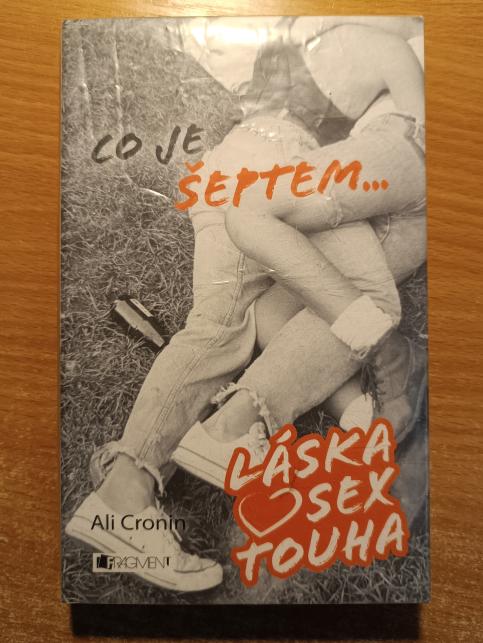 CO JE
ŠEPTEM...
LÁSKA
SEX
TOUHA
Ali Cronin
FRAGMENT